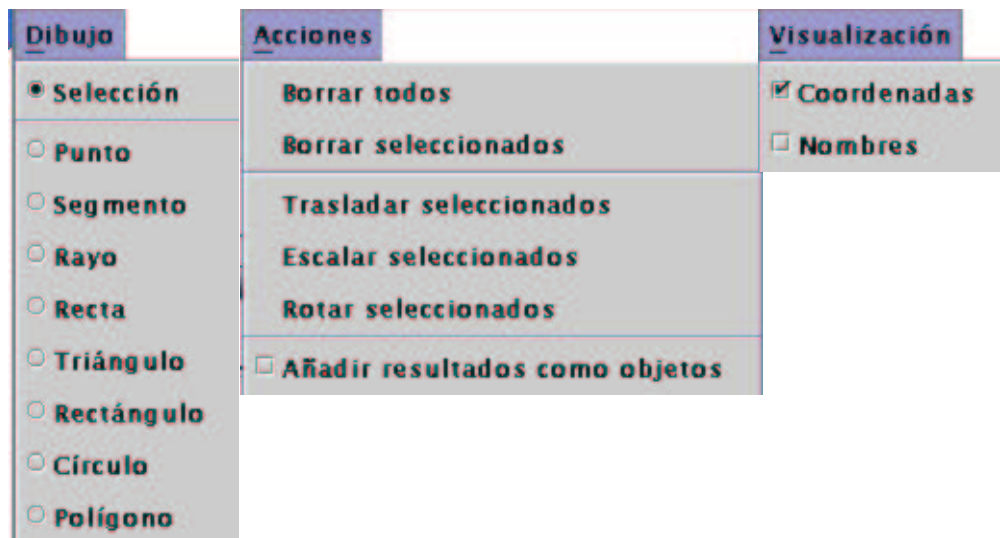 Dibujo
Selección
Punto
Segmento
Rayo
Recta
Triángulo
Rectángulo
Círculo
Polígono
Acciones
Borrar todos
Borrar seleccionados
Trasladar seleccionados
Escalar seleccionados
Rotar seleccionados
Añadir resultados como objetos
Visualización
Coordenadas
Nombres